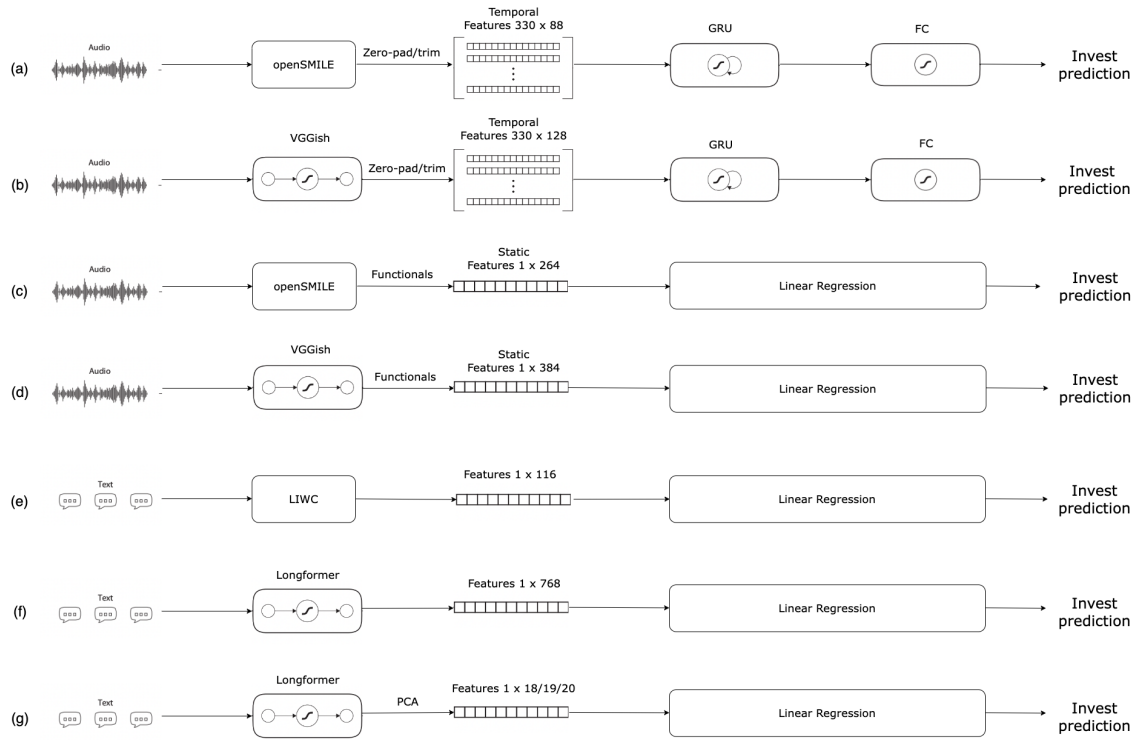 Temporal
Features 330 x 88
GRU
FC
Audio
Zero-pad/trim
(a)
openSMILE
Invest
prediction
Temporal
Features 330 x 128
VGGish
GRU
FC
Audio
Zero-pad/trim
(b)
Invest
prediction
Static
Features 1 x 264
Audio
Functionals
(c)
openSMILE
Linear Regression
Invest
prediction
VGGish
Static
Features 1 x 384
Audio
Functionals
(d)
Linear Regression
Invest
prediction
Features 1 x 116
Text
(e)
LIWC
Linear Regression
Invest
prediction
Longformer
Features 1 x 768
Text
(f)
Linear Regression
Invest
prediction
Longformer
Features 1 x 18/19/20
Text
PCA
(g)
Linear Regression
Invest
prediction